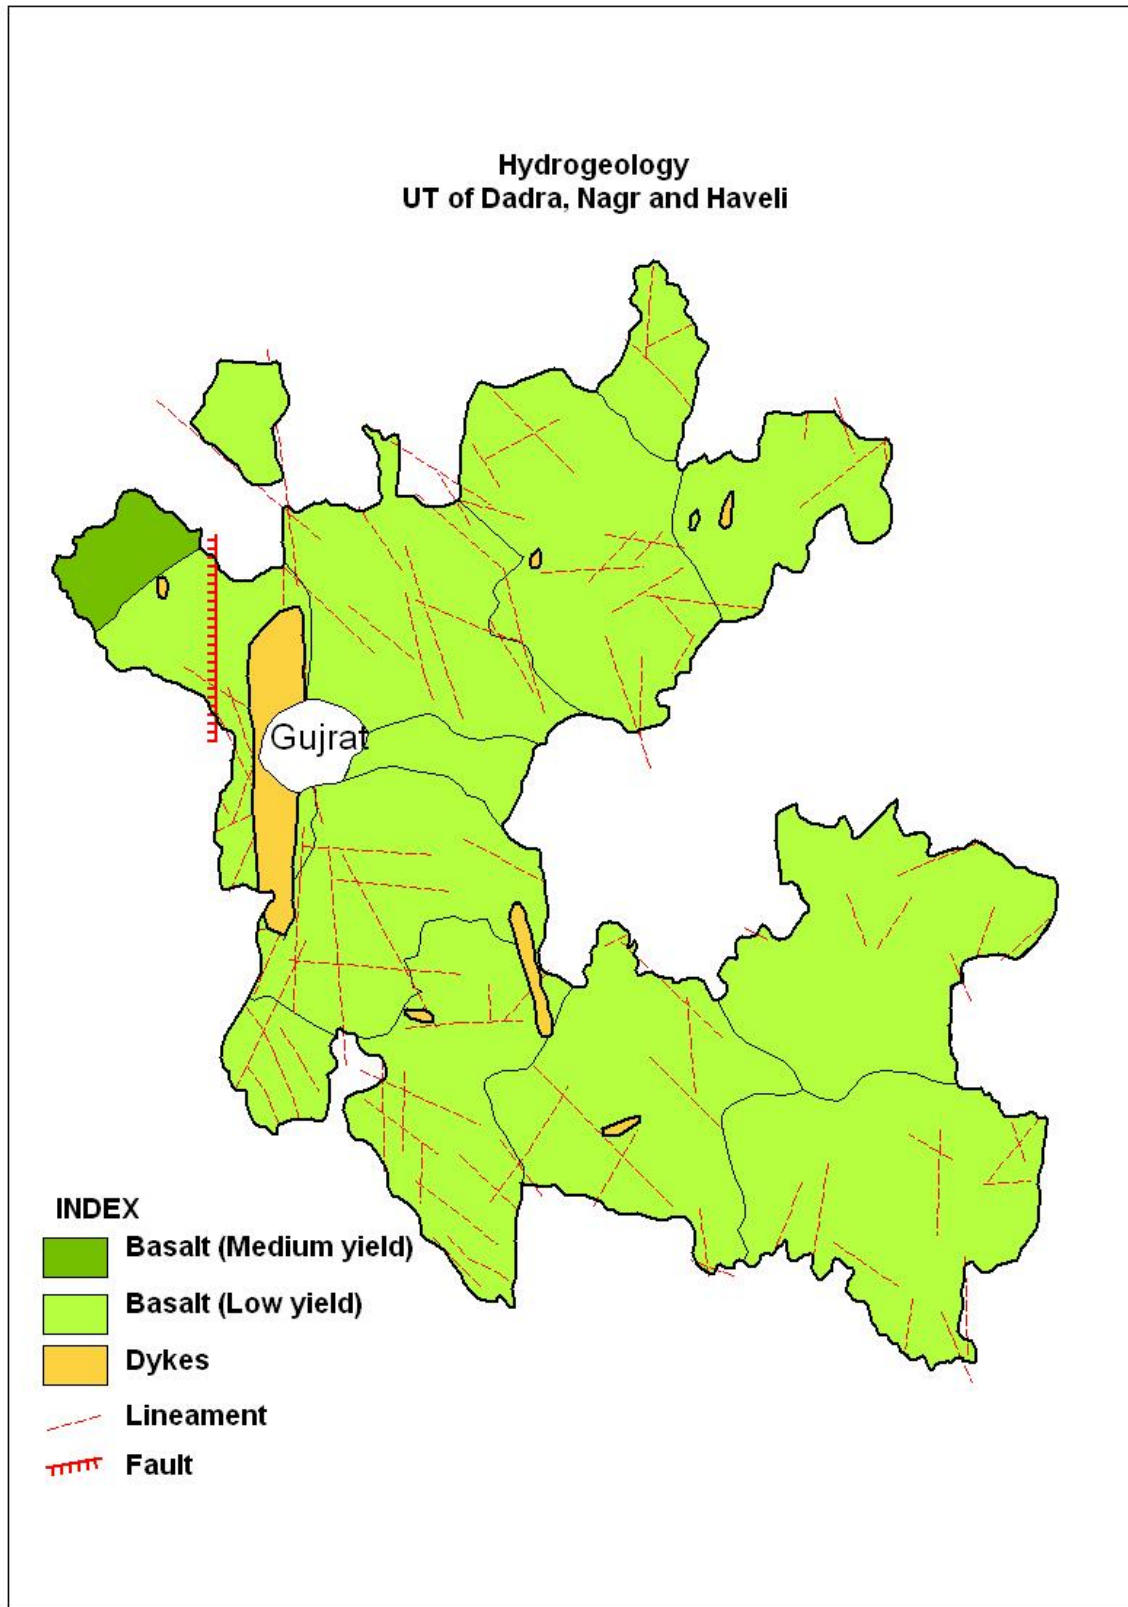 Hydrogeology
UT of Dadra, Nagr and Haveli
Gujrat
INDEX
Basalt (Medium yield)
Basalt (Low yield)
Dykes
Lineament
Fault